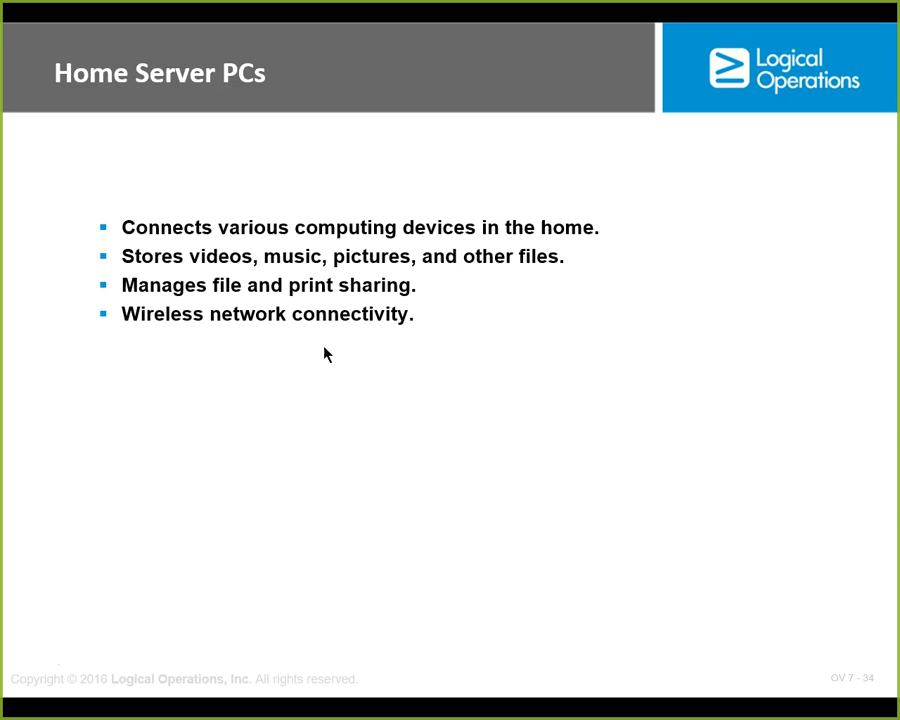 Home Server PCs
Logical
Operations
Connects various computing devices in the home.
Stores videos, music, pictures, and other files.
Manages file and print sharing.
Wireless network connectivity.
Copyright © 2016 Logical Operations, Inc. All rights reserved.
OV 7 - 34